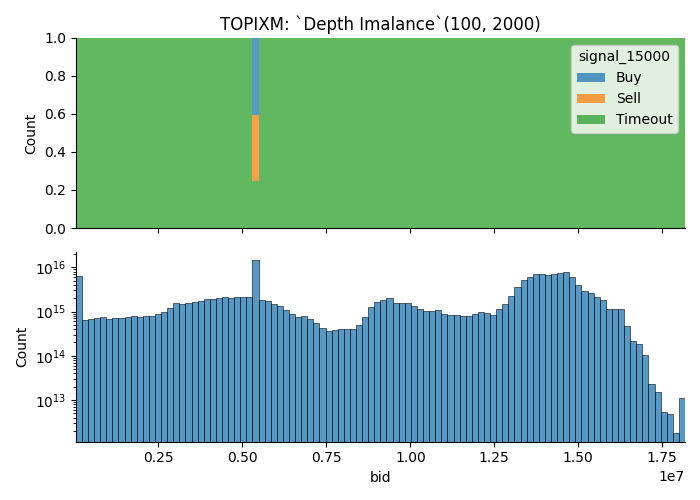 TOPIXM: `Depth Imalance`(100, 2000)
Count
1.0
0.8
0.6
0.4
0.2
0.0
signal_15000
Buy
Sell
Timeout
Count
10^16
10^15
10^14
10^13
0.25
0.50
0.75
1.00
1.25
1.50
1.75
1e7
bid